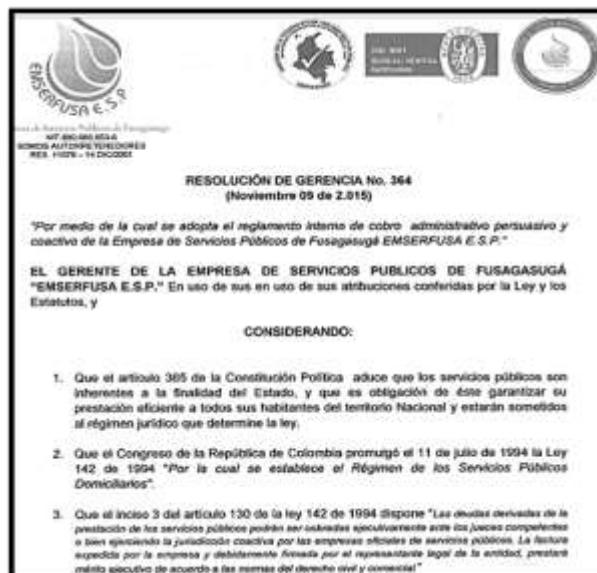 EMSERFUSA E.S.P
SOMOS AUTORRETENEDORES
RESOLUCIÓN DE GERENCIA No. 364
(Noviembre 09 de 2.015)
"Por medio de la cual se adopta el reglamento interno de cobro administrativo persuasivo y
coactivo de la Empresa de Servicios Públicos de Fusagasugá EMSERFUSA E.S.P."
EL GERENTE DE LA EMPRESA DE SERVICIOS PUBLICOS DE FUSAGASUGÁ
"EMSERFUSA E.S.P." En uso de sus en uso de sus atribuciones conferidas por la Ley y los
Estatutos, y
CONSIDERANDO:
1. Que el artículo 365 de la Constitución Política aduce que los servicios públicos son
inherentes a la finalidad del Estado, y que es obligación de éste garantizar su
prestación eficiente a todos sus habitantes del territorio Nacional y estarán sometidos
al régimen jurídico que determine la ley.
2. Que el Congreso de la República de Colombia promulgó el 11 de julio de 1994 la Ley
142 de 1994 "Por la cual se establece el Régimen de los Servicios Públicos
Domiciliarios".
3. Que el inciso 3 del artículo 130 de la ley 142 de 1994 dispone "Las deudas derivadas de la
prestación de los servicios públicos podrán ser cobradas ejecutivamente ante los jueces competentes
o bien ejerciendo la jurisdicción coactiva por las empresas oficiales de servicios públicos. La factura
expedida por la empresa y debidamente firmada por el representante legal de la entidad, prestará
mérito ejecutivo de acuerdo a las normas del derecho civil y comercial"